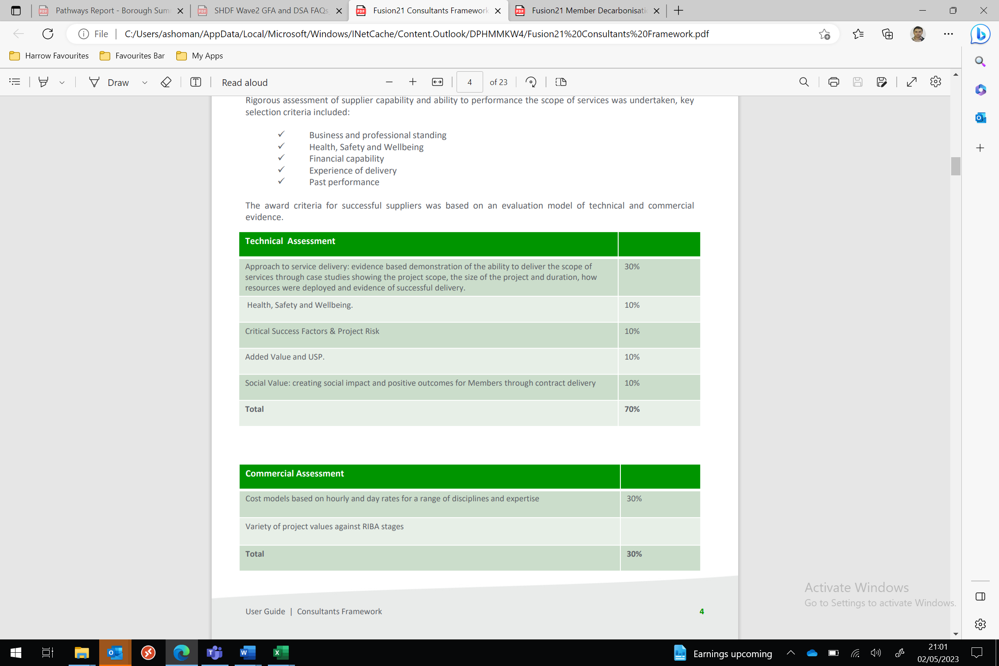 Pathways Report - Borough Sum
SHDF Wave2 GFA and DSA FAQs
Fusion21 Consultants Framework
Fusion21 Member Decarbonisati
File
C:/Users/ashoman/AppData/Local/Microsoft/Windows/INetCache/Content.Outlook/DPHMMKW4/Fusion21%20Consultants%20Framework.pdf
Harrow Favourites
Favourites Bar
My Apps
Draw
Read aloud
4
of 23
Rigorous assessment of supplier capability and ability to performance the scope of services was undertaken, key
selection criteria included:
✓ Business and professional standing
✓ Health, Safety and Wellbeing
✓ Financial capability
✓ Experience of delivery
✓ Past performance
The award criteria for successful suppliers was based on an evaluation model of technical and commercial
evidence.
Technical Assessment
Approach to service delivery: evidence based demonstration of the ability to deliver the scope of 30%
services through case studies showing the project scope, the size of the project and duration, how
resources were deployed and evidence of successful delivery.
Health, Safety and Wellbeing. 10%
Critical Success Factors & Project Risk 10%
Added Value and USP. 10%
Social Value: creating social impact and positive outcomes for Members through contract delivery 10%
Total 70%
Commercial Assessment
Cost models based on hourly and day rates for a range of disciplines and expertise 30%
Variety of project values against RIBA stages
Total 30%
User Guide | Consultants Framework
4
Activate Windows
Go to Settings to activate Windows.
Earnings upcoming
21:01
02/05/2023